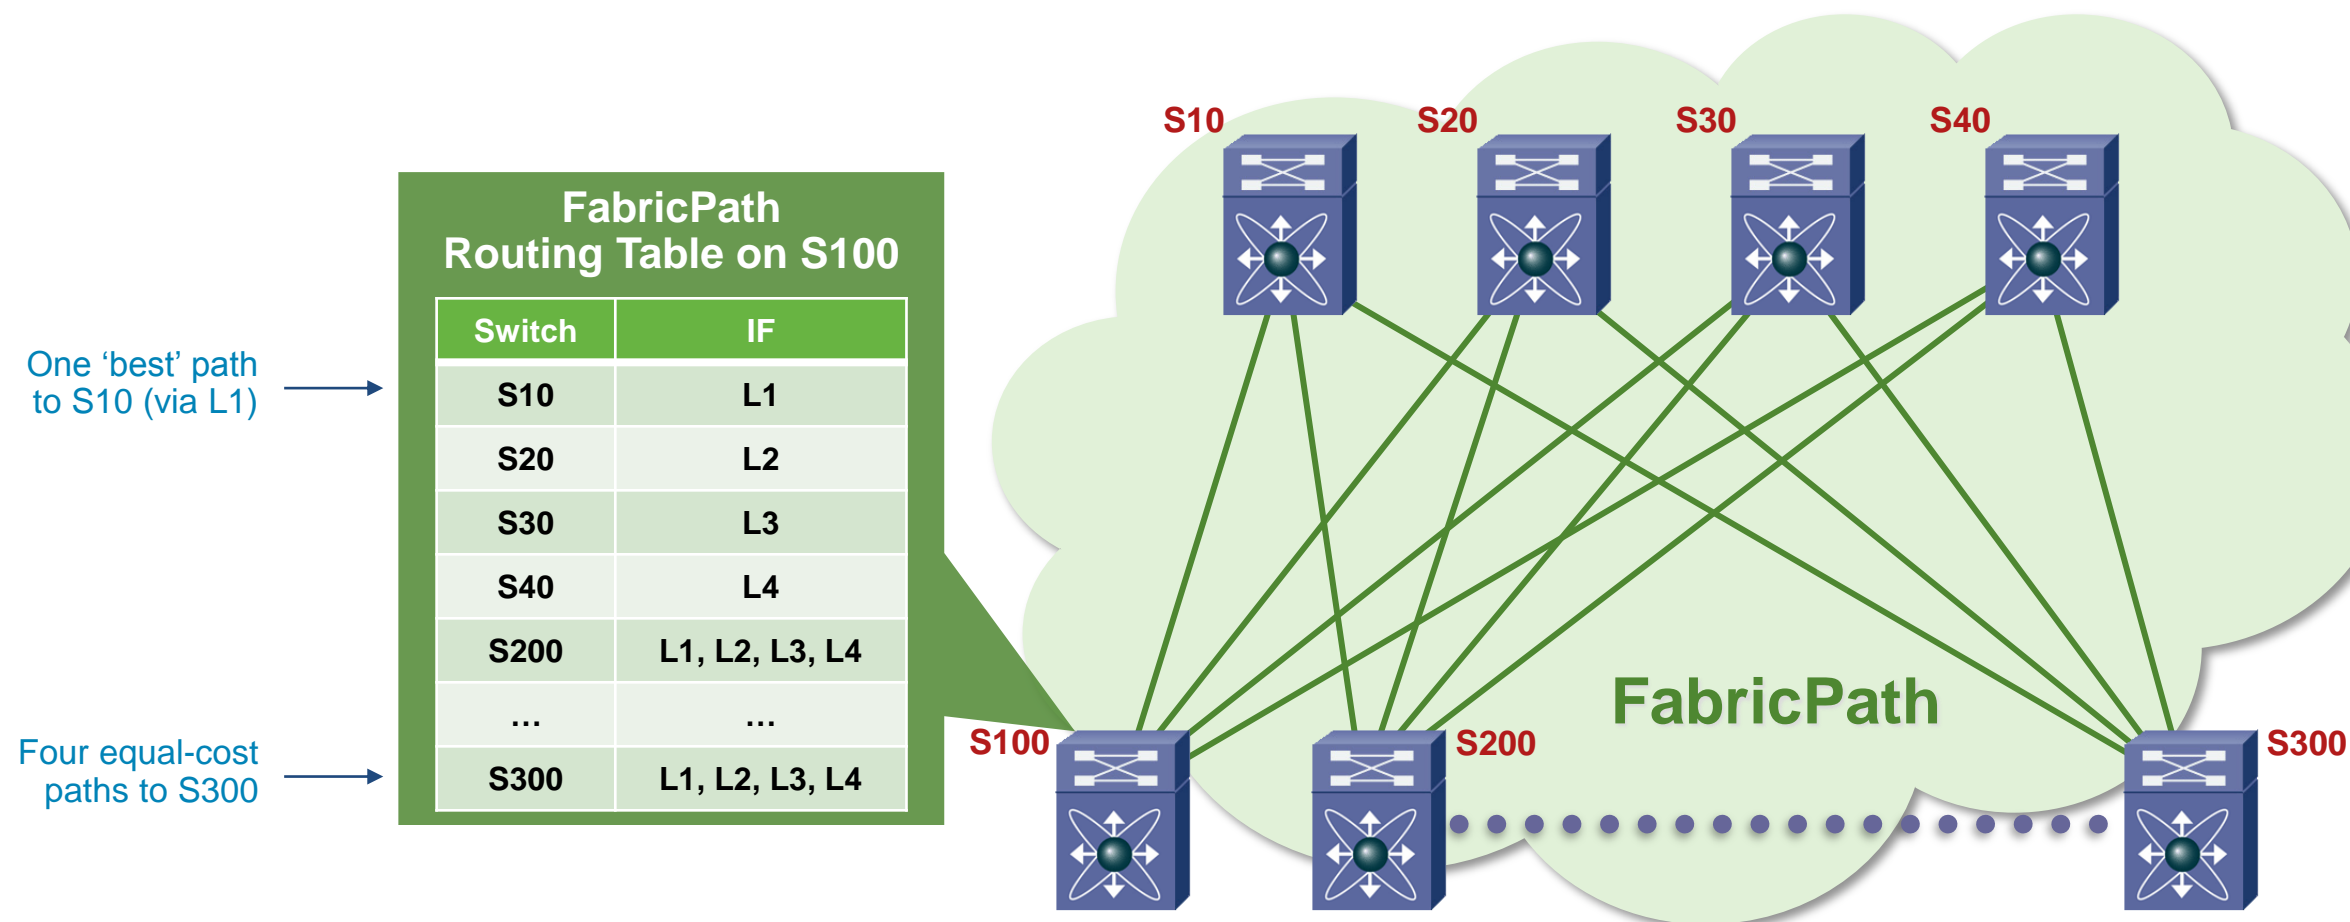 FabricPath
Routing Table on S100
Switch IF
S10 L1
S20 L2
S30 L3
S40 L4
S200 L1, L2, L3, L4
… …
S300 L1, L2, L3, L4
One ‘best’ path
to S10 (via L1)
Four equal-cost
paths to S300
S10
S20
S30
S40
FabricPath
S100
S200
S300